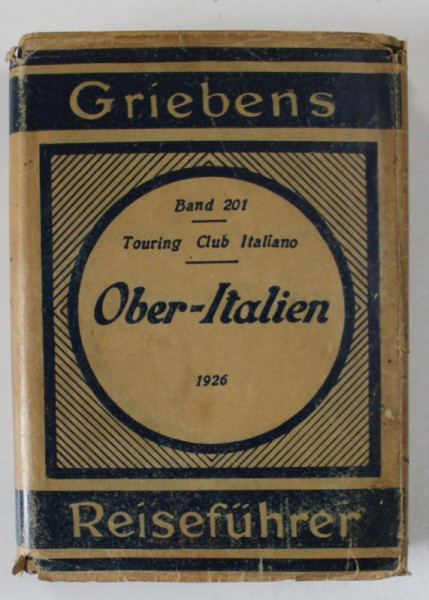 Griebens
Band 201
Touring Club Italiano
Ober-Italien
1926
Reiseführer